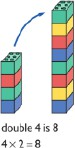 double 4 is 8
4 × 2 = 8